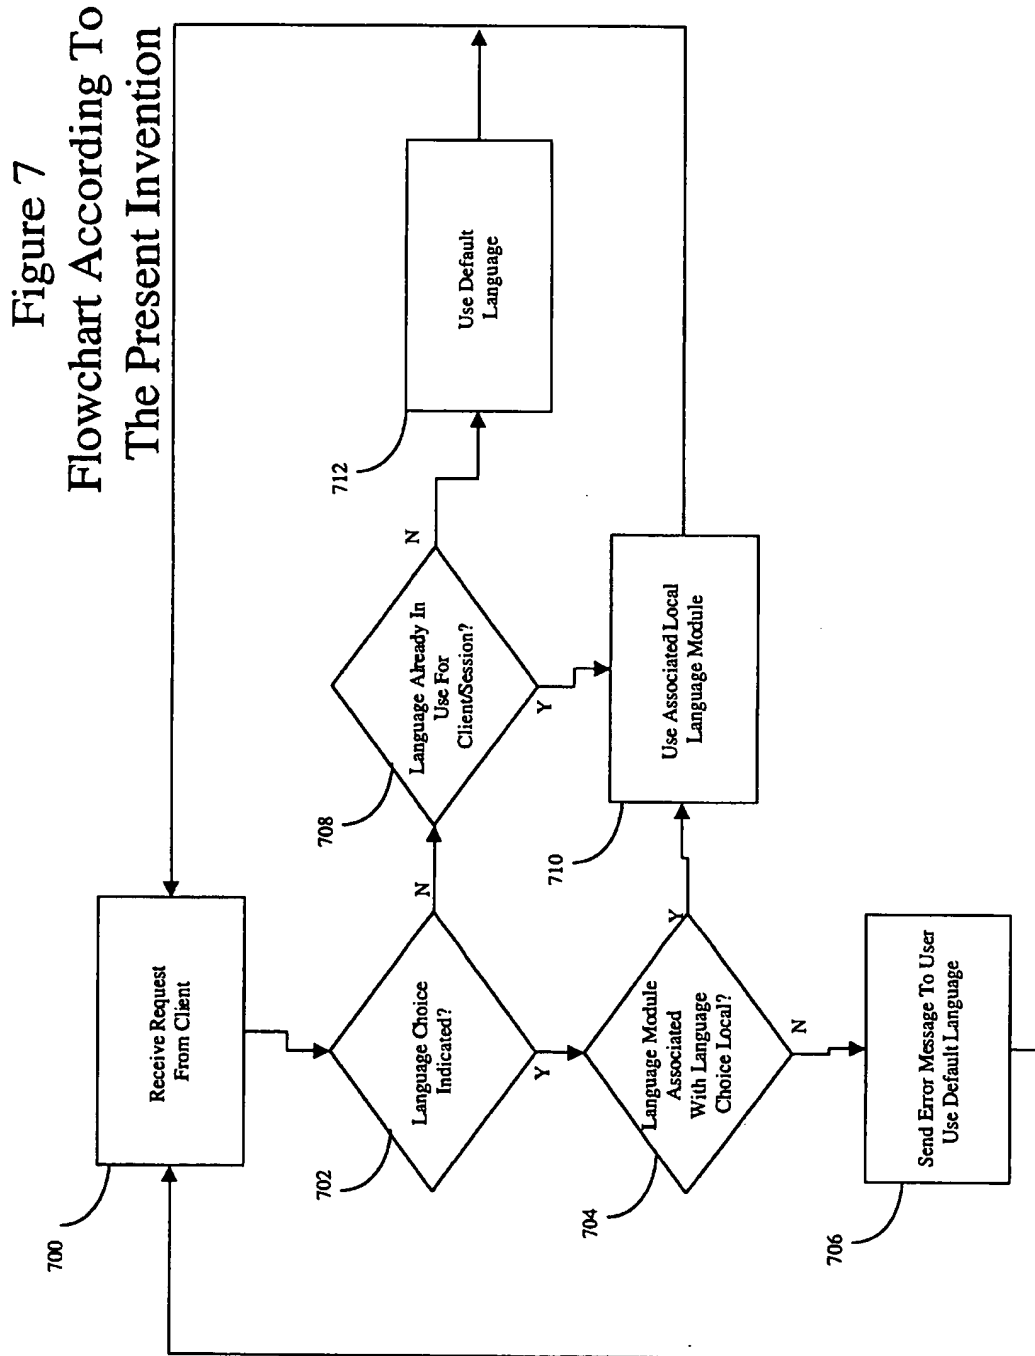 Figure 7
Flowchart According To
The Present Invention
700
Receive Request
From Client
702
Language Choice
Indicated?
N
Y
708
Language Already In
Use For
Client/Session?
N
Y
712
Use Default
Language
704
Language Module
Associated
With Language
Choice Local?
Y
N
710
Use Associated Local
Language Module
706
Send Error Message To User
Use Default Language